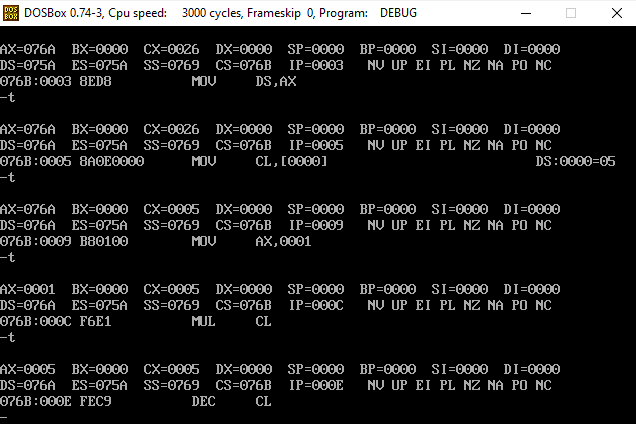 DOSBox 0.74-3, Cpu speed: 3000 cycles, Frameskip 0, Program: DEBUG
AX=076A BX=0000 CX=0026 DX=0000 SP=0000 BP=0000 SI=0000 DI=0000
DS=075A ES=075A SS=0769 CS=076B IP=0003 NV UP EI PL NZ NA PO NC
076B:0003 8ED8 MOV DS,AX
-t
AX=076A BX=0000 CX=0026 DX=0000 SP=0000 BP=0000 SI=0000 DI=0000
DS=076A ES=075A SS=0769 CS=076B IP=0005 NV UP EI PL NZ NA PO NC
076B:0005 8A0E0000 MOV CL,[0000] DS:0000=05
-t
AX=076A BX=0000 CX=0005 DX=0000 SP=0000 BP=0000 SI=0000 DI=0000
DS=076A ES=075A SS=0769 CS=076B IP=0009 NV UP EI PL NZ NA PO NC
076B:0009 B80100 MOV AX,0001
-t
AX=0001 BX=0000 CX=0005 DX=0000 SP=0000 BP=0000 SI=0000 DI=0000
DS=076A ES=075A SS=0769 CS=076B IP=000C NV UP EI PL NZ NA PO NC
076B:000C F6E1 MUL CL
-t
AX=0005 BX=0000 CX=0005 DX=0000 SP=0000 BP=0000 SI=0000 DI=0000
DS=076A ES=075A SS=0769 CS=076B IP=000E NV UP EI PL NZ NA PO NC
076B:000E FEC9 DEC CL
-